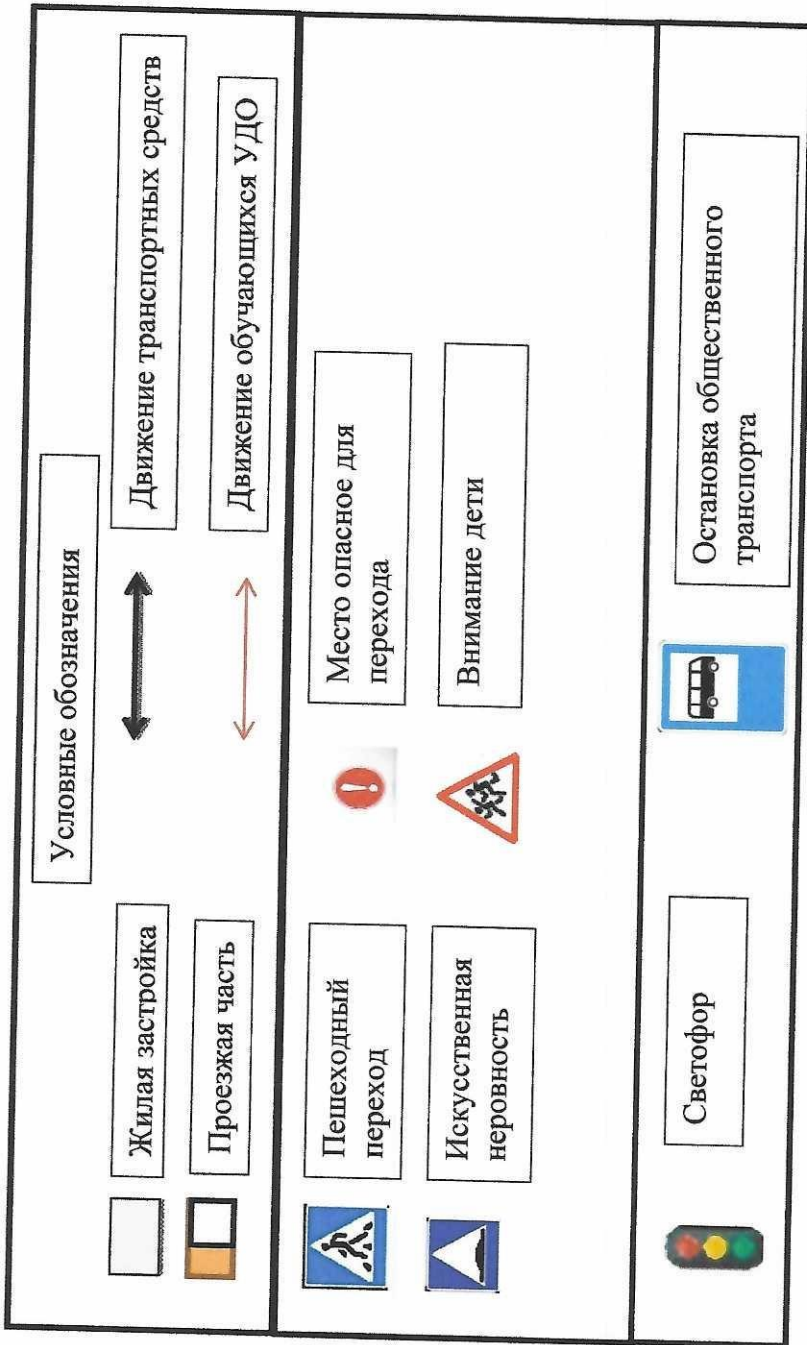 Условные обозначения
Жилая застройка
Движение транспортных средств
Проезжая часть
Движение обучающихся УДО
Пешеходный
переход
Место опасное для
перехода
Искусственная
неровность
Внимание дети
Светофор
Остановка общественного
транспорта